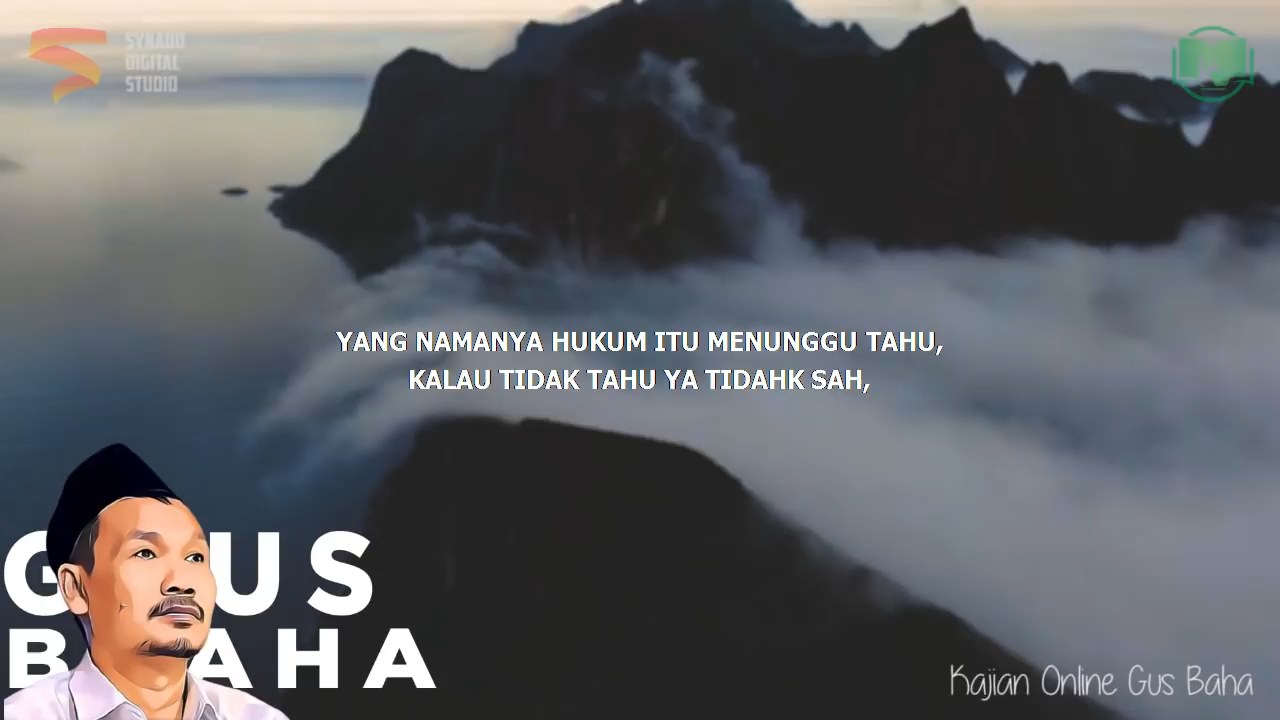 SYNADU
DIGITAL
STUDIO
YANG NAMANYA HUKUM ITU MENUNGGU TAHU,
KALAU TIDAK TAHU YA TIDAHK SAH,
GUS
BAHA
Kajian Online Gus Baha